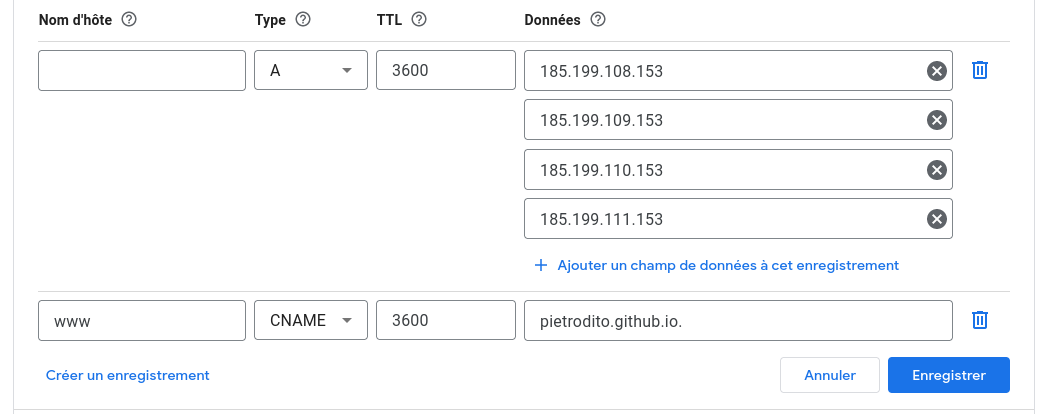 Nom d'hôte Type TTL Données
A 3600 185.199.108.153
185.199.109.153
185.199.110.153
185.199.111.153
Ajouter un champ de données à cet enregistrement
www CNAME 3600 pietrodito.github.io.
Créer un enregistrement Annuler Enregistrer